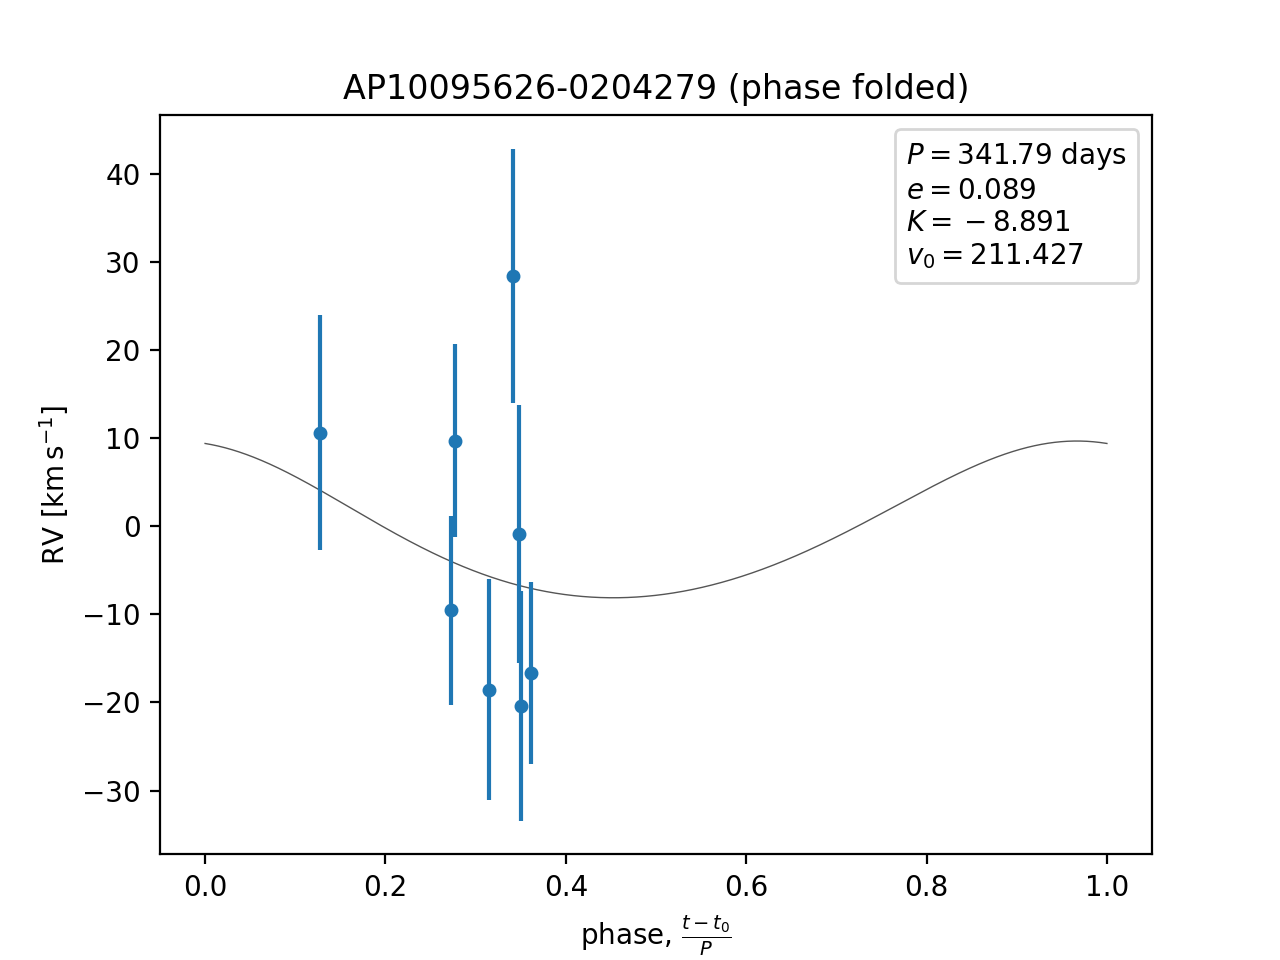 AP10095626-0204279 (phase folded)
P = 341.79 days
e = 0.089
K = −8.891
v₀ = 211.427
40
30
20
10
0
−10
−20
−30
RV [km s⁻¹]
0.0 0.2 0.4 0.6 0.8 1.0
phase, (t − t₀)/P